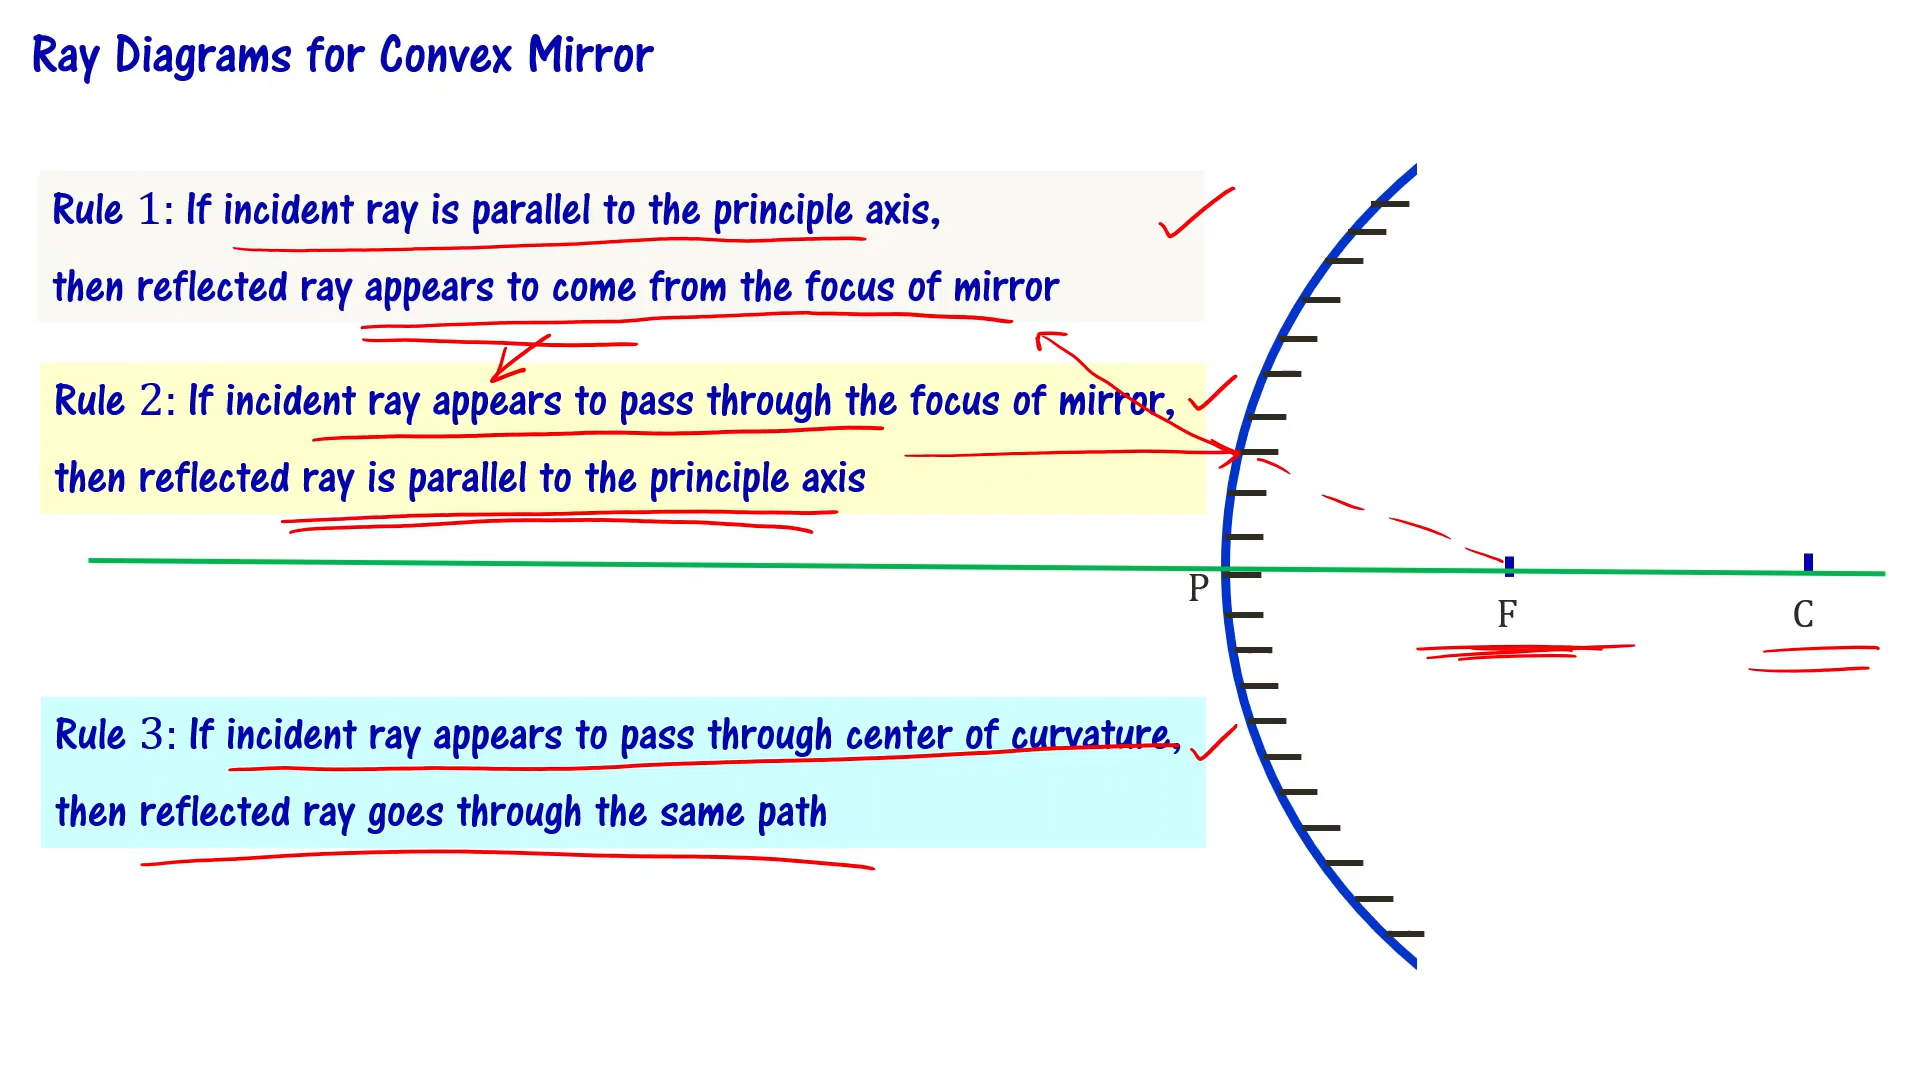 Ray Diagrams for Convex Mirror
Rule 1: If incident ray is parallel to the principle axis,
then reflected ray appears to come from the focus of mirror
Rule 2: If incident ray appears to pass through the focus of mirror,
then reflected ray is parallel to the principle axis
P
F
C
Rule 3: If incident ray appears to pass through center of curvature,
then reflected ray goes through the same path